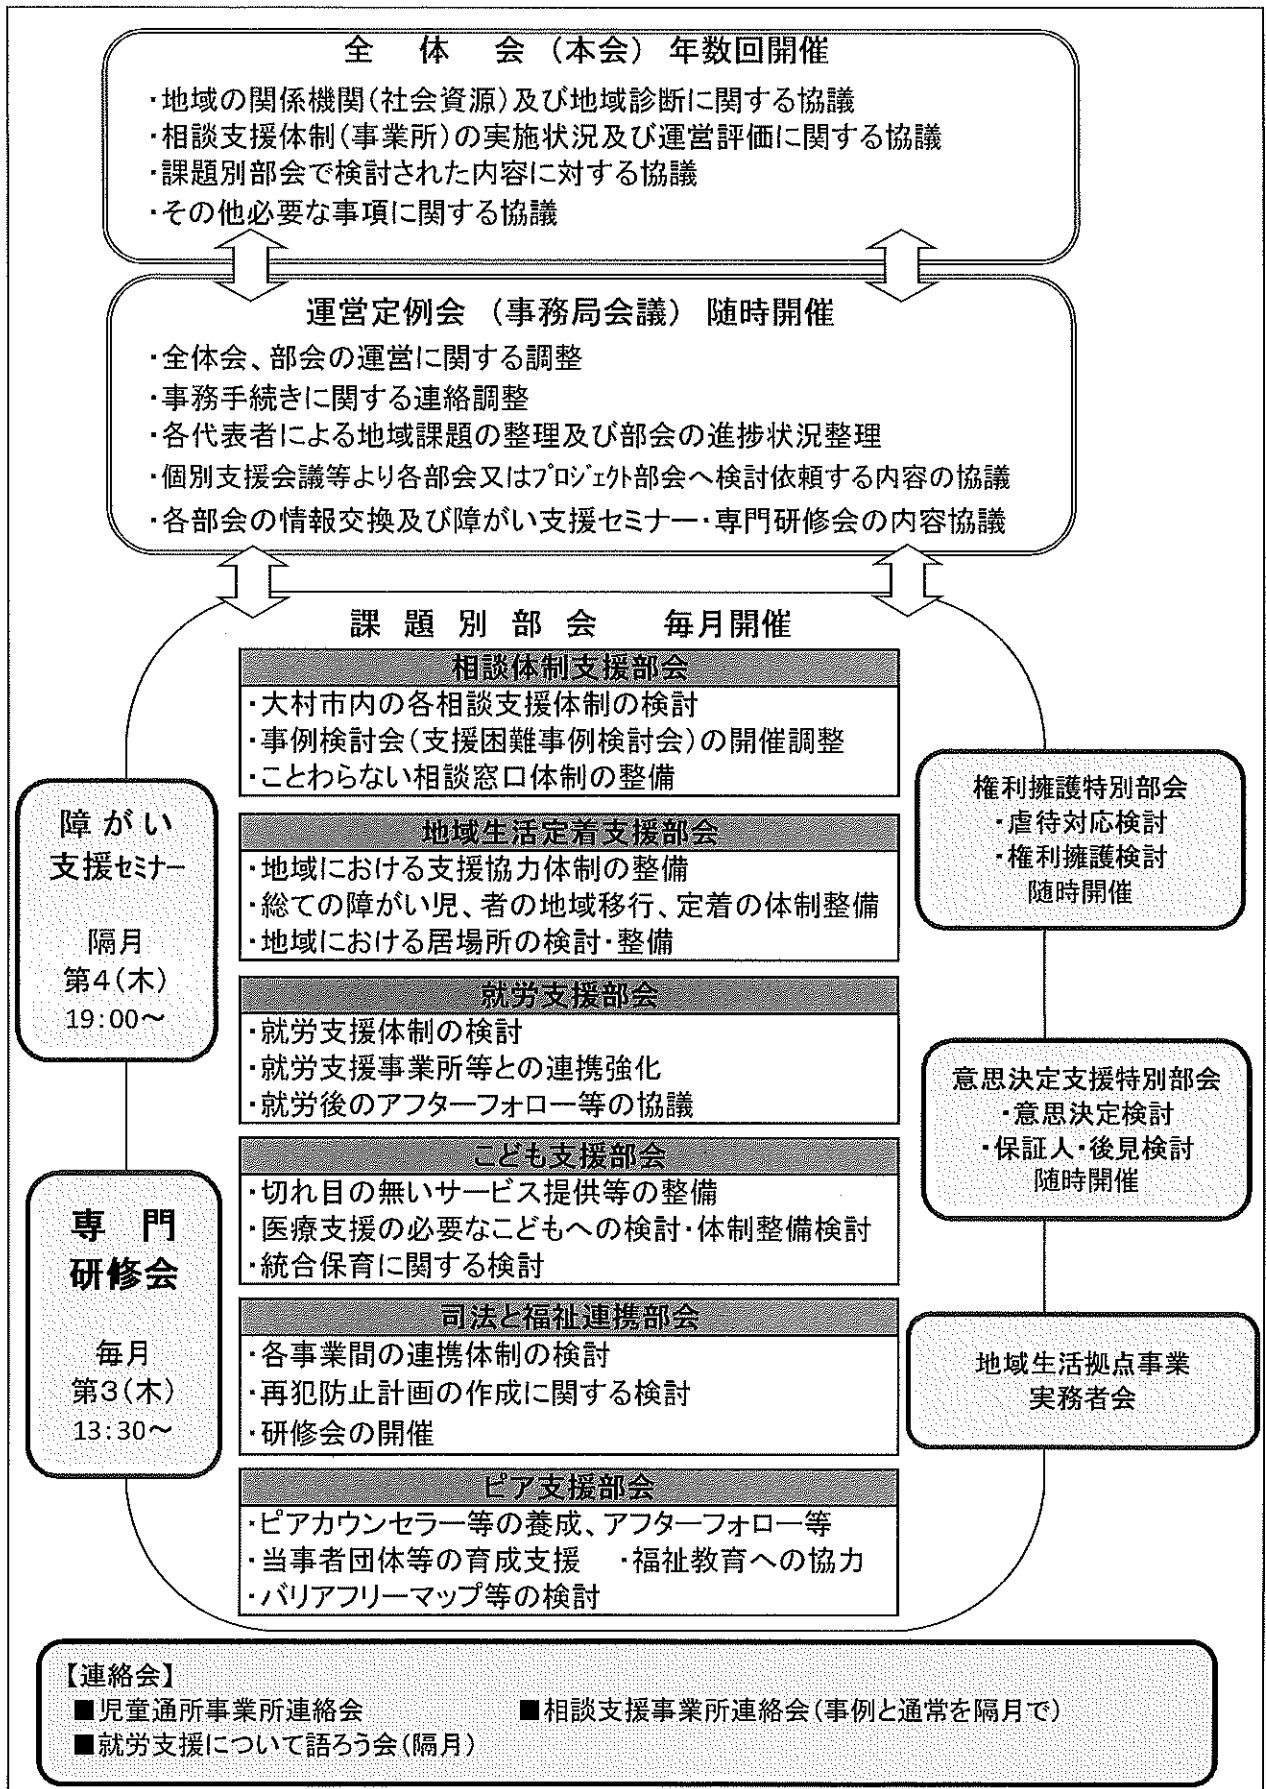 全　体　会（本会）年数回開催
・地域の関係機関（社会資源）及び地域診断に関する協議
・相談支援体制（事業所）の実施状況及び運営評価に関する協議
・課題別部会で検討された内容に対する協議
・その他必要な事項に関する協議
運営定例会（事務局会議）随時開催
・全体会、部会の運営に関する調整
・事務手続きに関する連絡調整
・各代表者による地域課題の整理及び部会の進捗状況整理
・個別支援会議等より各部会又はﾌﾟﾛｼﾞｪｸﾄ部会へ検討依頼する内容の協議
・各部会の情報交換及び障がい支援セミナー・専門研修会の内容協議
課 題 別 部 会　毎月開催
相談体制支援部会
・大村市内の各相談支援体制の検討
・事例検討会（支援困難事例検討会）の開催調整
・ことわらない相談窓口体制の整備
地域生活定着支援部会
・地域における支援協力体制の整備
・総ての障がい児、者の地域移行、定着の体制整備
・地域における居場所の検討・整備
就労支援部会
・就労支援体制の検討
・就労支援事業所等との連携強化
・就労後のアフターフォロー等の協議
こども支援部会
・切れ目の無いサービス提供等の整備
・医療支援の必要なこどもへの検討・体制整備検討
・統合保育に関する検討
司法と福祉連携部会
・各事業間の連携体制の検討
・再犯防止計画の作成に関する検討
・研修会の開催
ピア支援部会
・ピアカウンセラー等の養成、アフターフォロー等
・当事者団体等の育成支援　・福祉教育への協力
・バリアフリーマップ等の検討
障 が い
支援ｾﾐﾅｰ
隔月
第4（木）
19:00～
専　門
研修会
毎月
第3（木）
13:30～
権利擁護特別部会
・虐待対応検討
・権利擁護検討
随時開催
意思決定支援特別部会
・意思決定検討
・保証人・後見検討
随時開催
地域生活拠点事業
実務者会
【連絡会】
■児童通所事業所連絡会　■相談支援事業所連絡会（事例と通常を隔月で）
■就労支援について語ろう会（隔月）